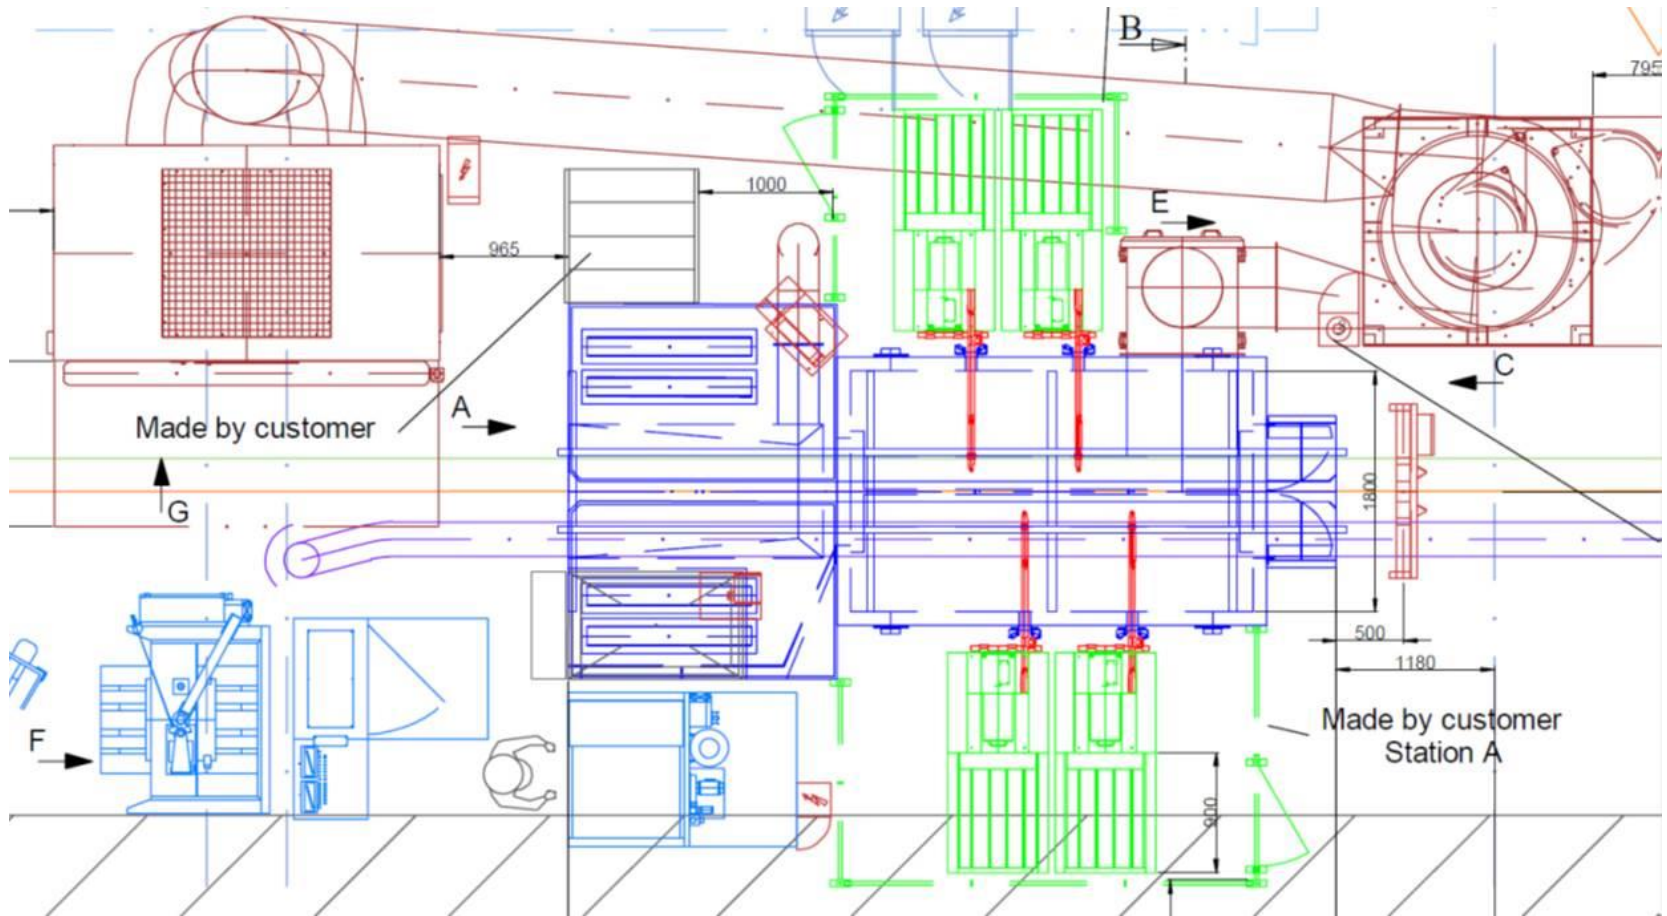 B
795
1000
E
965
C
A
Made by customer
1800
G
500
1180
Made by customer
Station A
F
900